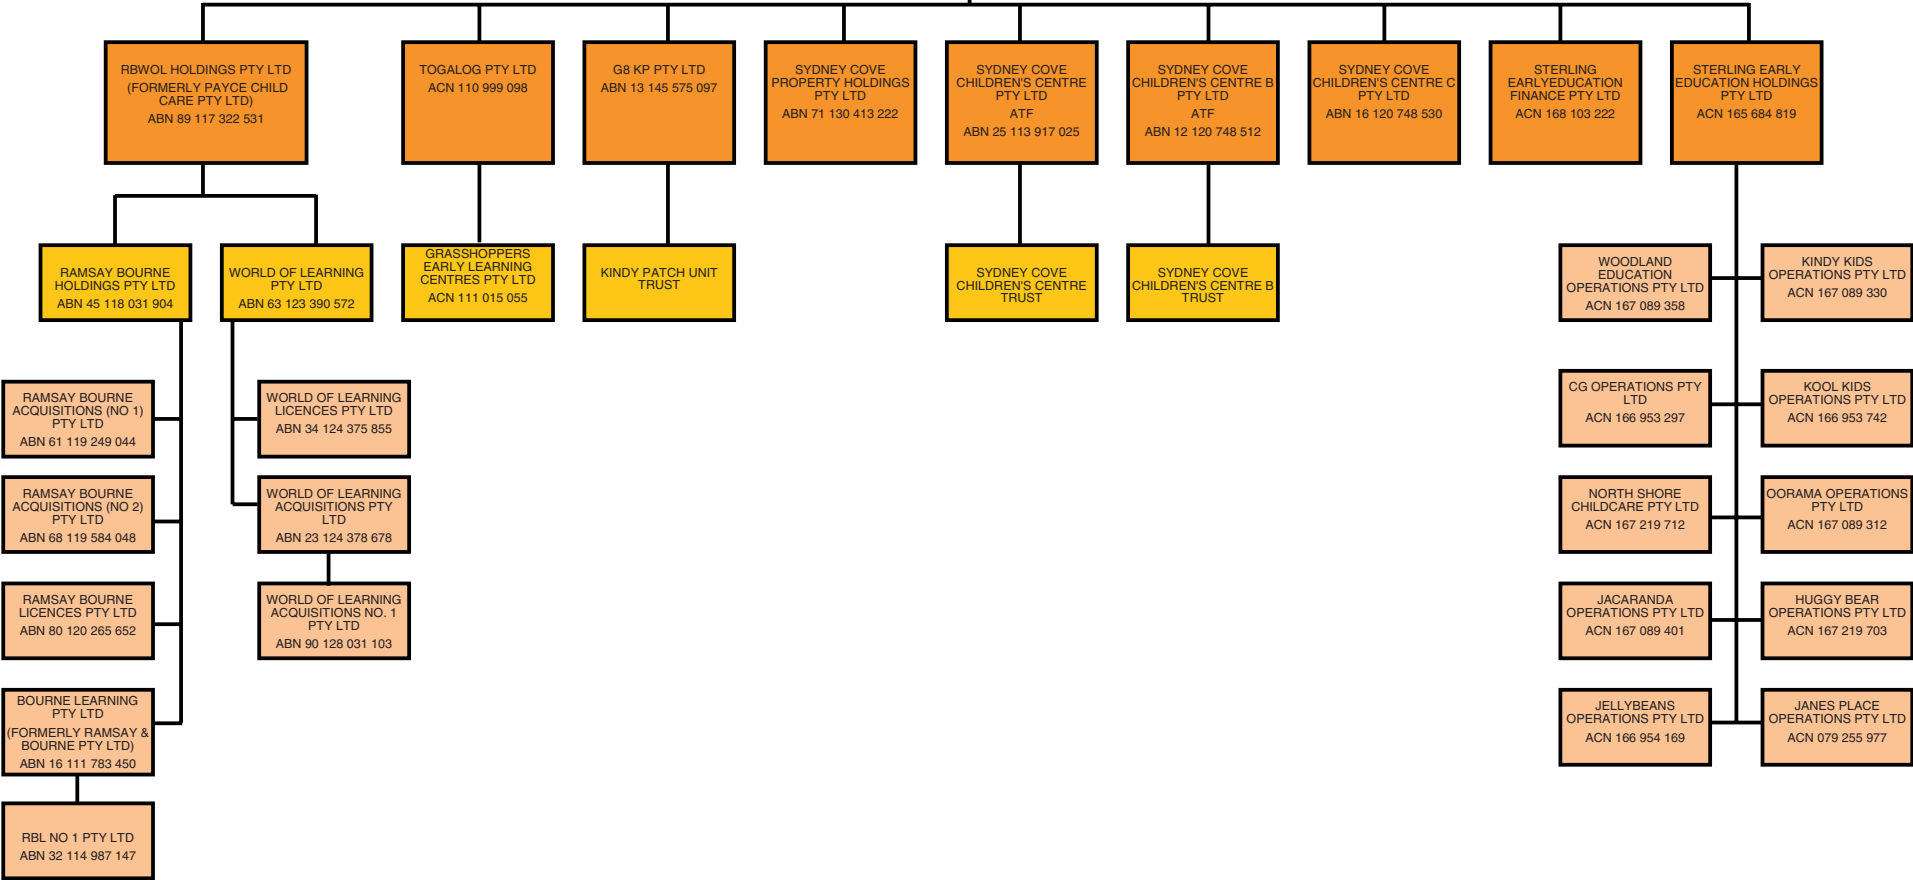 RBWOL HOLDINGS PTY LTD
(FORMERLY PAYCE CHILD
CARE PTY LTD)
ABN 89 117 322 531
TOGALOG PTY LTD
ACN 110 999 098
G8 KP PTY LTD
ABN 13 145 575 097
SYDNEY COVE
PROPERTY HOLDINGS
PTY LTD
ABN 71 130 413 222
SYDNEY COVE
CHILDREN'S CENTRE
PTY LTD
ATF
ABN 25 113 917 025
SYDNEY COVE
CHILDREN'S CENTRE B
PTY LTD
ATF
ABN 12 120 748 512
SYDNEY COVE
CHILDREN'S CENTRE C
PTY LTD
ABN 16 120 748 530
STERLING
EARLYEDUCATION
FINANCE PTY LTD
ACN 168 103 222
STERLING EARLY
EDUCATION HOLDINGS
PTY LTD
ACN 165 684 819
RAMSAY BOURNE
HOLDINGS PTY LTD
ABN 45 118 031 904
WORLD OF LEARNING
PTY LTD
ABN 63 123 390 572
GRASSHOPPERS
EARLY LEARNING
CENTRES PTY LTD
ACN 111 015 055
KINDY PATCH UNIT
TRUST
SYDNEY COVE
CHILDREN'S CENTRE
TRUST
SYDNEY COVE
CHILDREN'S CENTRE B
TRUST
WOODLAND
EDUCATION
OPERATIONS PTY LTD
ACN 167 089 358
KINDY KIDS
OPERATIONS PTY LTD
ACN 167 089 330
RAMSAY BOURNE
ACQUISITIONS (NO 1)
PTY LTD
ABN 61 119 249 044
WORLD OF LEARNING
LICENCES PTY LTD
ABN 34 124 375 855
CG OPERATIONS PTY
LTD
ACN 166 953 297
KOOL KIDS
OPERATIONS PTY LTD
ACN 166 953 742
RAMSAY BOURNE
ACQUISITIONS (NO 2)
PTY LTD
ABN 68 119 584 048
WORLD OF LEARNING
ACQUISITIONS PTY
LTD
ABN 23 124 378 678
NORTH SHORE
CHILDCARE PTY LTD
ACN 167 219 712
OORAMA OPERATIONS
PTY LTD
ACN 167 089 312
RAMSAY BOURNE
LICENCES PTY LTD
ABN 80 120 265 652
WORLD OF LEARNING
ACQUISITIONS NO. 1
PTY LTD
ABN 90 128 031 103
JACARANDA
OPERATIONS PTY LTD
ACN 167 089 401
HUGGY BEAR
OPERATIONS PTY LTD
ACN 167 219 703
BOURNE LEARNING
PTY LTD
(FORMERLY RAMSAY &
BOURNE PTY LTD)
ABN 16 111 783 450
JELLYBEANS
OPERATIONS PTY LTD
ACN 166 954 169
JANES PLACE
OPERATIONS PTY LTD
ACN 079 255 977
RBL NO 1 PTY LTD
ABN 32 114 987 147